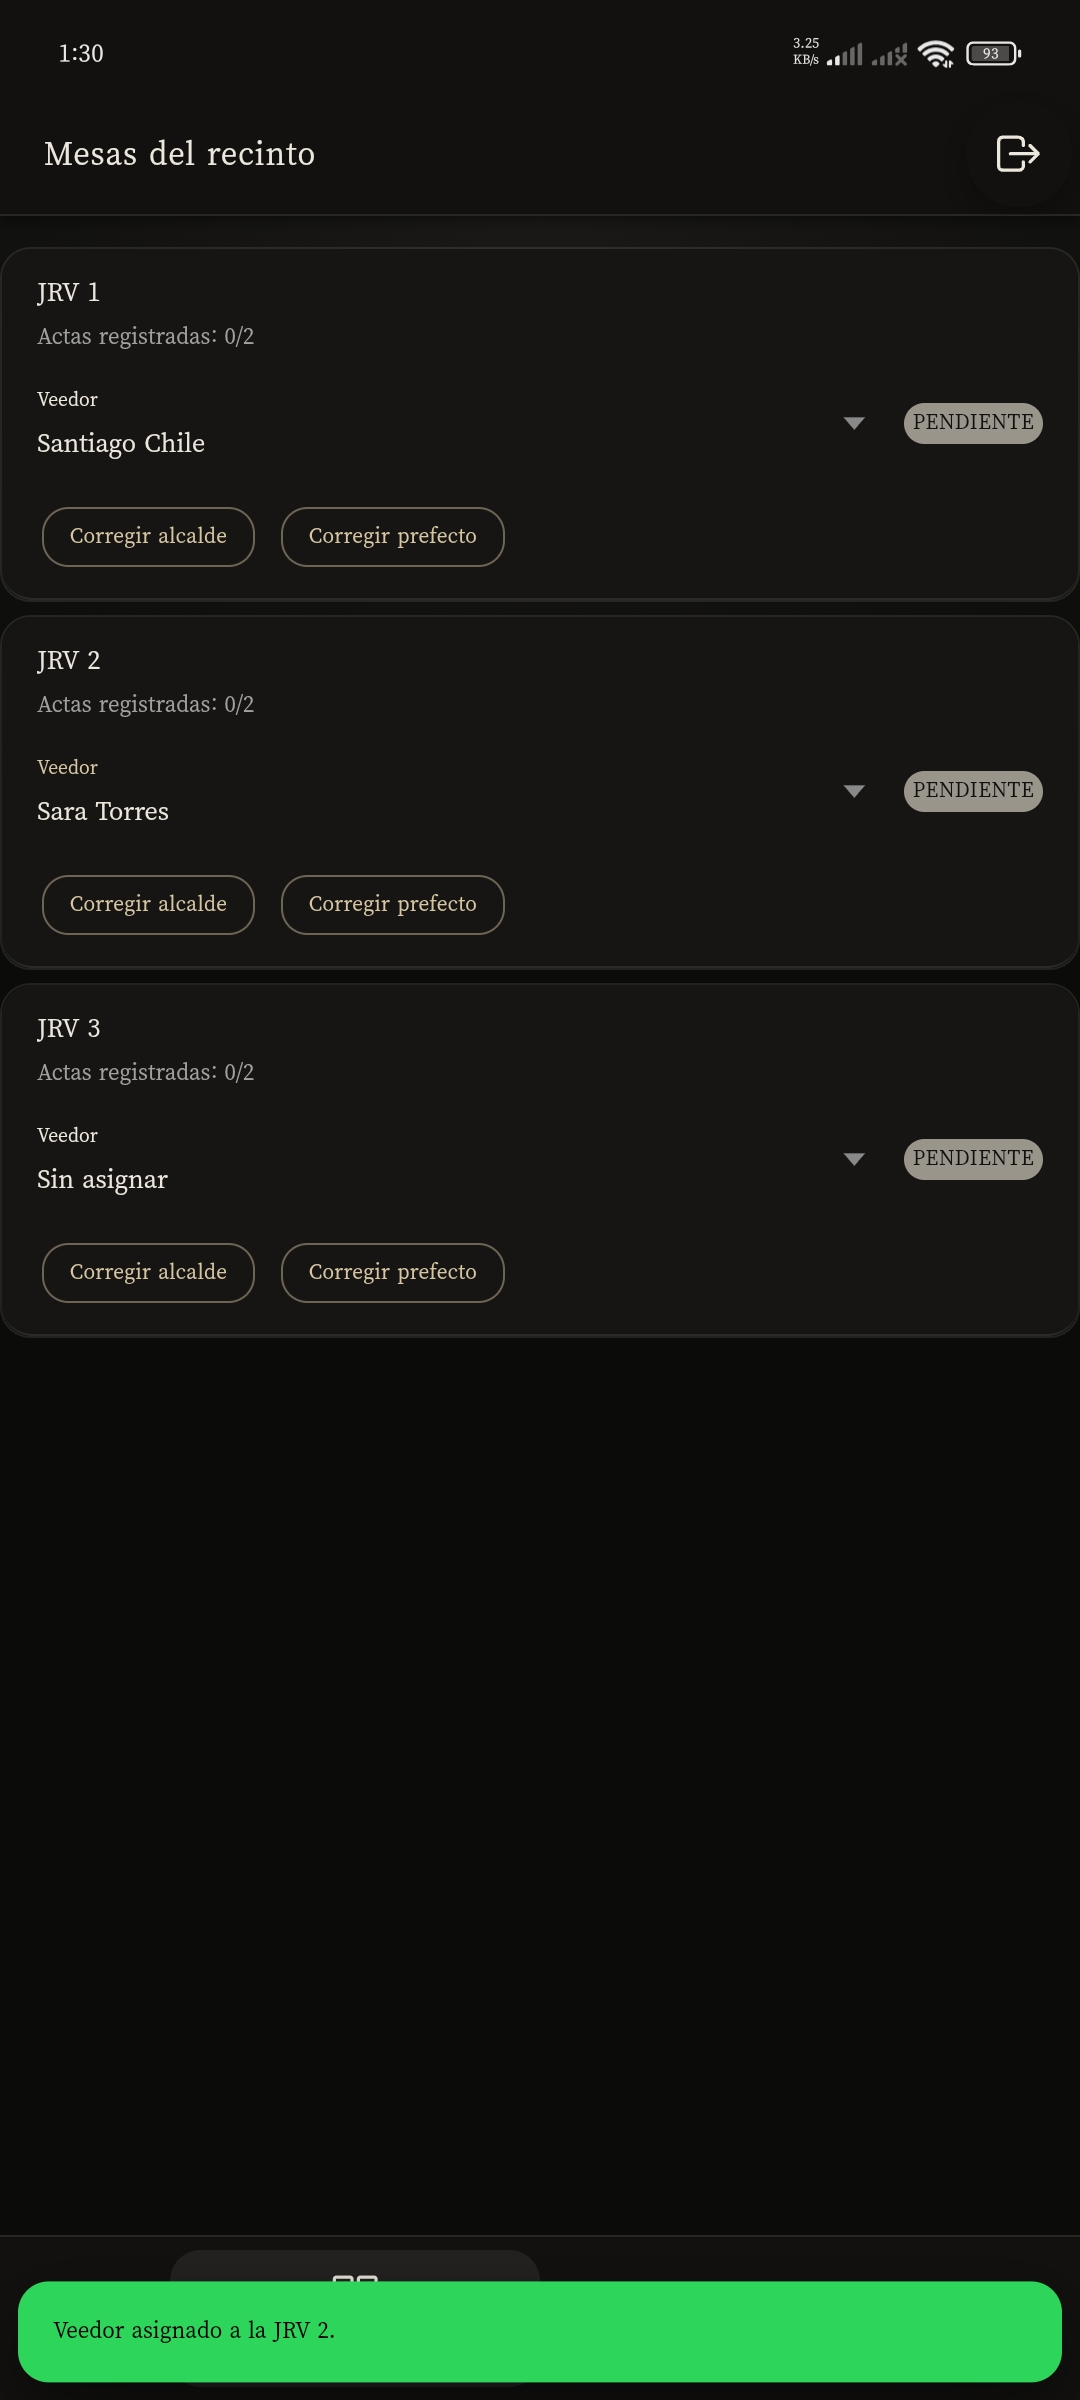 1:30
3.25
KB/s
93
Mesas del recinto
JRV 1
Actas registradas: 0/2
Veedor
Santiago Chile
PENDIENTE
Corregir alcalde
Corregir prefecto
JRV 2
Actas registradas: 0/2
Veedor
Sara Torres
PENDIENTE
Corregir alcalde
Corregir prefecto
JRV 3
Actas registradas: 0/2
Veedor
Sin asignar
PENDIENTE
Corregir alcalde
Corregir prefecto
Veedor asignado a la JRV 2.